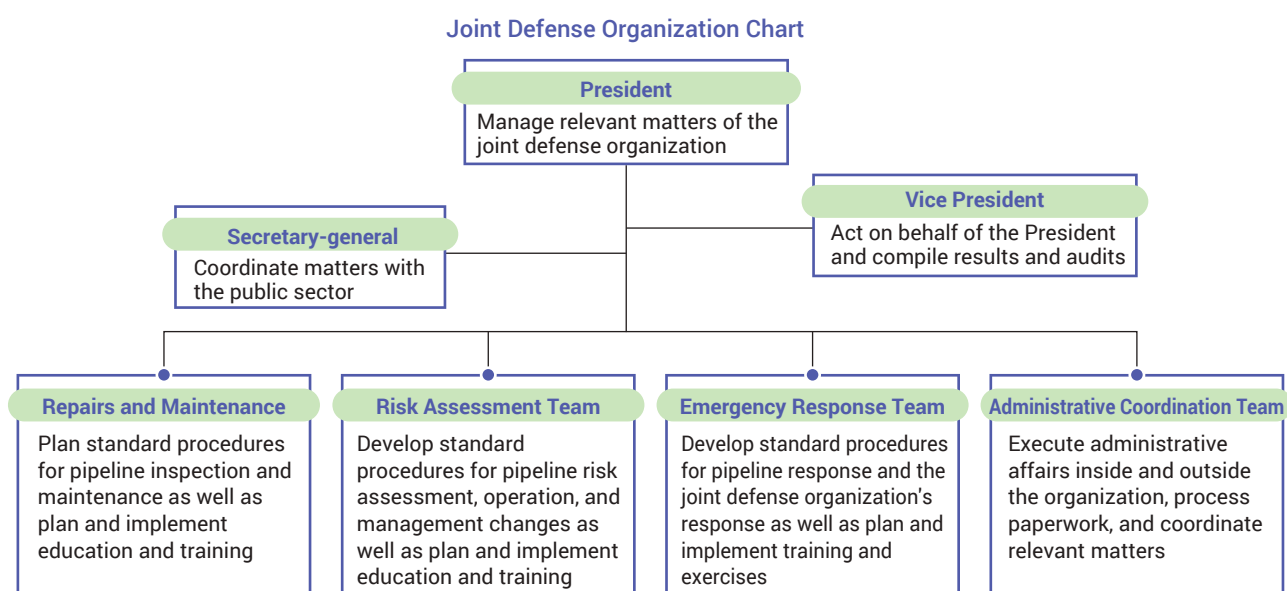 Joint Defense Organization Chart
President
Manage relevant matters of the
joint defense organization
Vice President
Act on behalf of the President
and compile results and audits
Secretary-general
Coordinate matters with
the public sector
Repairs and Maintenance
Plan standard procedures
for pipeline inspection and
maintenance as well as
plan and implement
education and training
Risk Assessment Team
Develop standard
procedures for pipeline risk
assessment, operation, and
management changes as
well as plan and implement
education and training
Emergency Response Team
Develop standard procedures
for pipeline response and the
joint defense organization's
response as well as plan and
implement training and
exercises
Administrative Coordination Team
Execute administrative
affairs inside and outside
the organization, process
paperwork, and coordinate
relevant matters